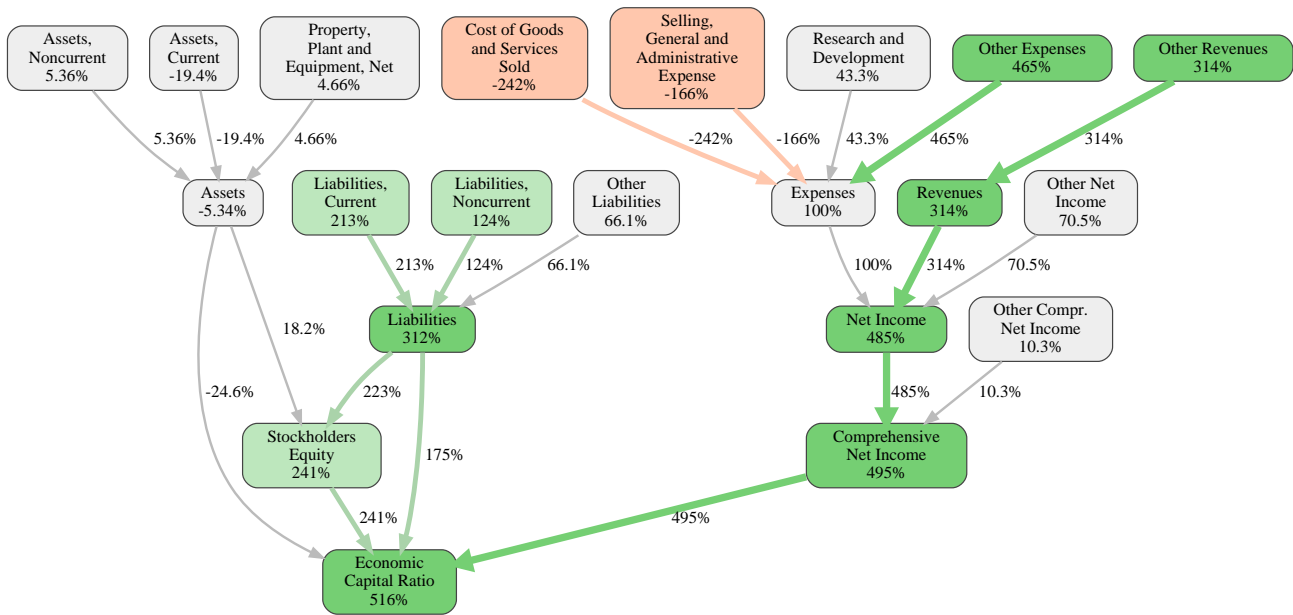 Assets,
Noncurrent
5.36%
Assets,
Current
-19.4%
Property,
Plant and
Equipment, Net
4.66%
Cost of Goods
and Services
Sold
-242%
Selling,
General and
Administrative
Expense
-166%
Research and
Development
43.3%
Other Expenses
465%
Other Revenues
314%
5.36%
-19.4%
4.66%
-242%
-166%
43.3%
465%
314%
Assets
-5.34%
Liabilities,
Current
213%
Liabilities,
Noncurrent
124%
Other
Liabilities
66.1%
Expenses
100%
Revenues
314%
Other Net
Income
70.5%
213%
124%
66.1%
100%
314%
70.5%
18.2%
Liabilities
312%
Net Income
485%
Other Compr.
Net Income
10.3%
-24.6%
223%
485%
10.3%
Stockholders
Equity
241%
175%
Comprehensive
Net Income
495%
241%
495%
Economic
Capital Ratio
516%